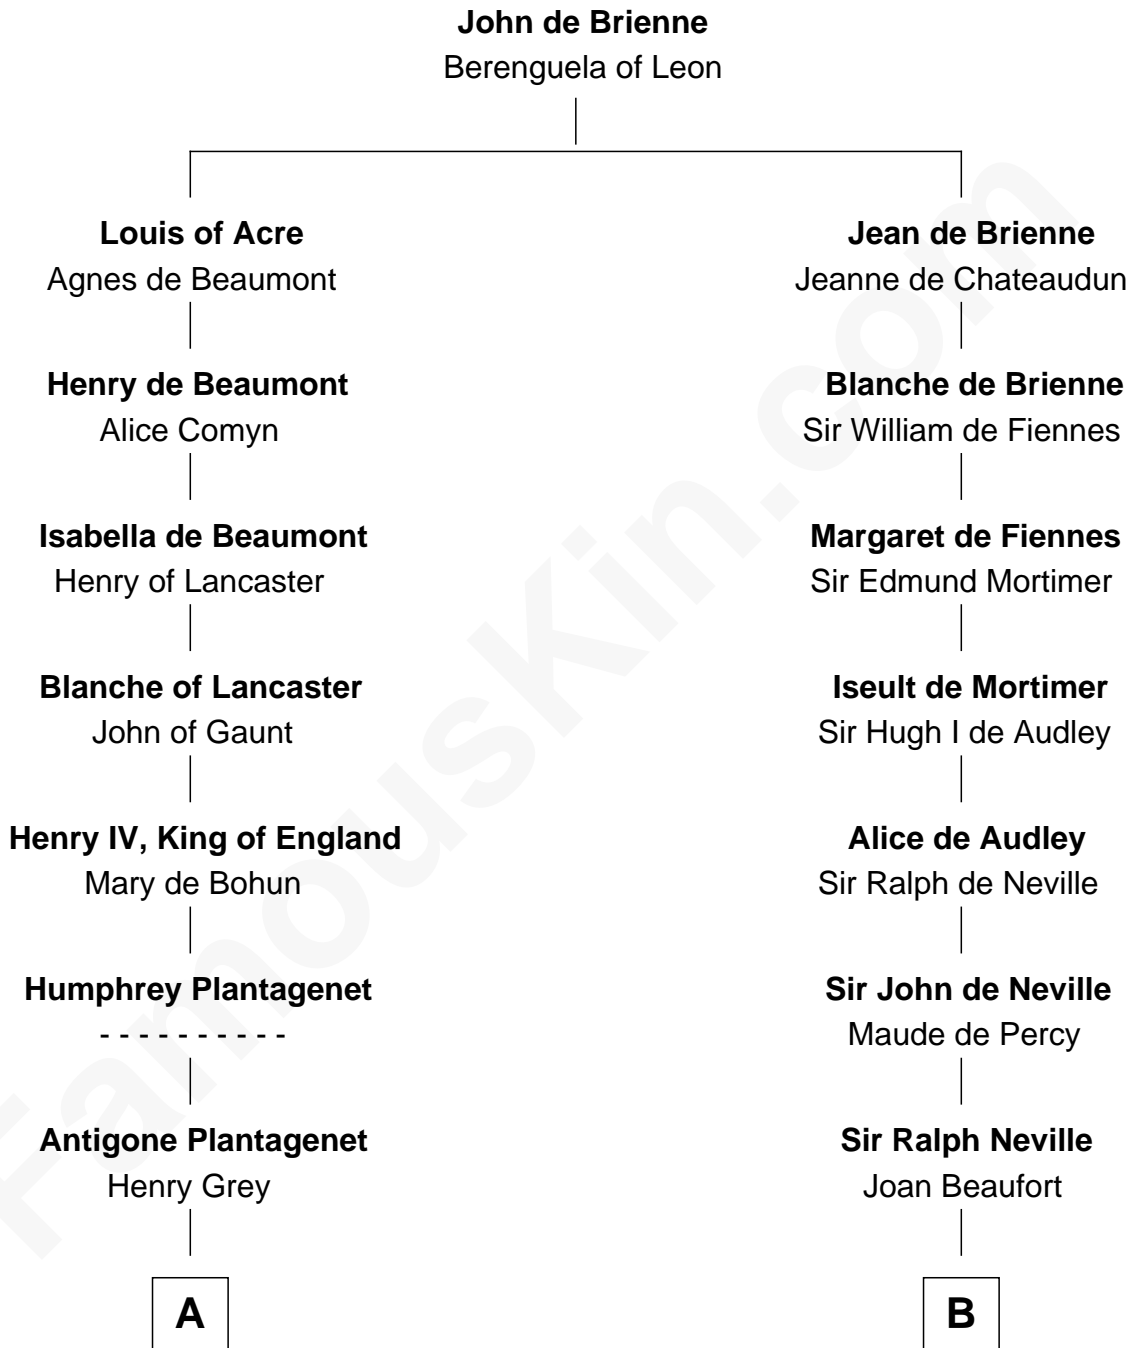 John de Brienne
Berenguela of Leon
Louis of Acre
Agnes de Beaumont
Jean de Brienne
Jeanne de Chateaudun
Henry de Beaumont
Alice Comyn
Blanche de Brienne
Sir William de Fiennes
Isabella de Beaumont
Henry of Lancaster
Margaret de Fiennes
Sir Edmund Mortimer
Blanche of Lancaster
John of Gaunt
Iseult de Mortimer
Sir Hugh I de Audley
Henry IV, King of England
Mary de Bohun
Alice de Audley
Sir Ralph de Neville
Humphrey Plantagenet
- - - - - - - - - -
Sir John de Neville
Maude de Percy
Antigone Plantagenet
Henry Grey
Sir Ralph Neville
Joan Beaufort
A
B
FamousKin.com